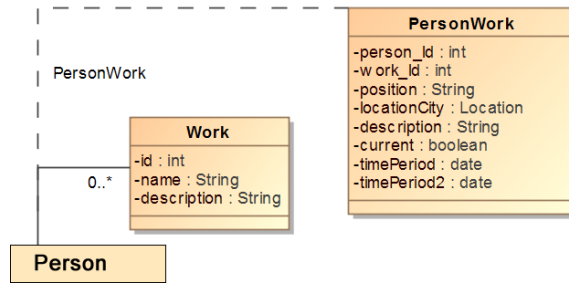 PersonWork
-person_Id : int
-work_Id : int
-position : String
-locationCity : Location
-description : String
-current : boolean
-timePeriod : date
-timePeriod2 : date
PersonWork
Work
-id : int
-name : String
-description : String
0..*
Person